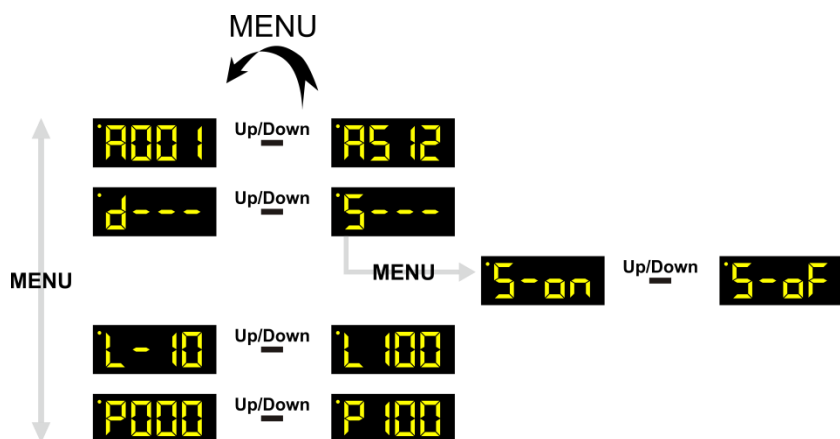 MENU
A001 Up/Down A512
d--- Up/Down S---
MENU MENU S-on Up/Down S-oF
L-10 Up/Down L100
P000 Up/Down P100